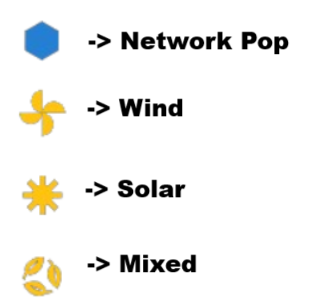 -> Network Pop
-> Wind
-> Solar
-> Mixed